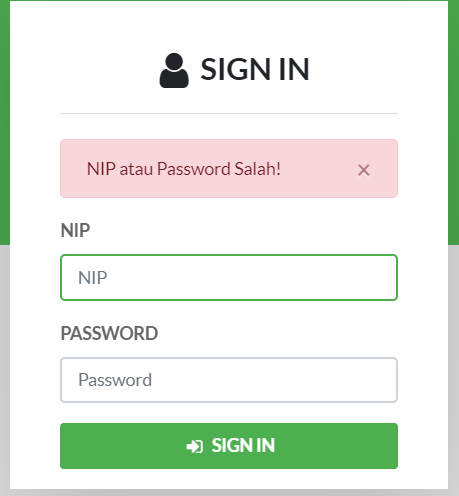 SIGN IN
NIP atau Password Salah! ×
NIP
NIP
PASSWORD
Password
SIGN IN